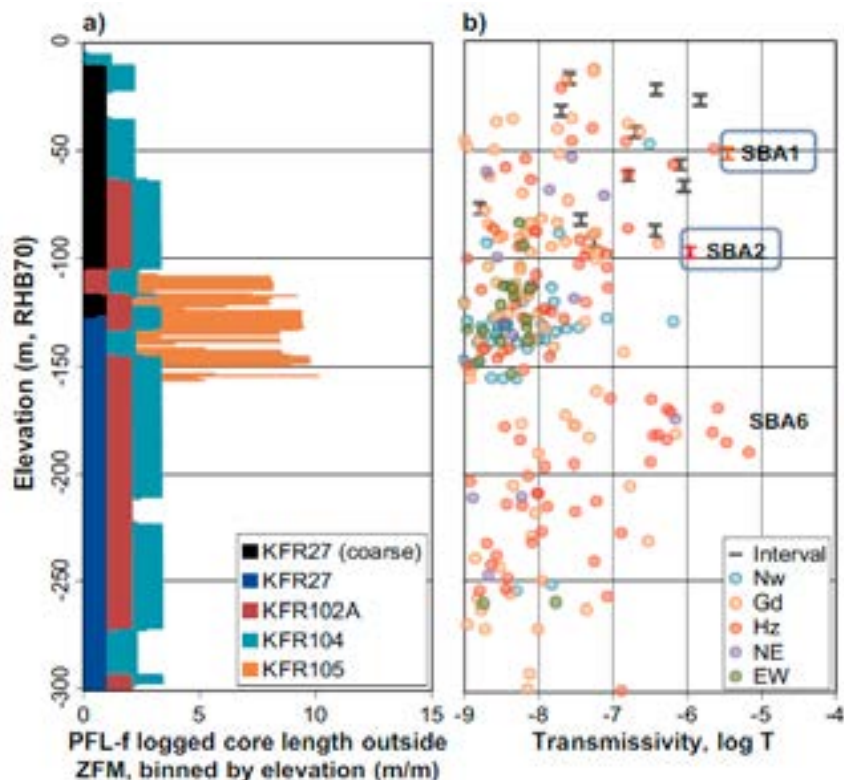 a)
b)
0
-50
-100
-150
-200
-250
-300
Elevation (m, RHB70)
KFR27 (coarse)
KFR27
KFR102A
KFR104
KFR105
0
5
10
15
PFL-f logged core length outside
ZFM, binned by elevation (m/m)
SBA1
SBA2
SBA6
Interval
Nw
Gd
Hz
NE
EW
-9
-8
-7
-6
-5
-4
Transmissivity, log T